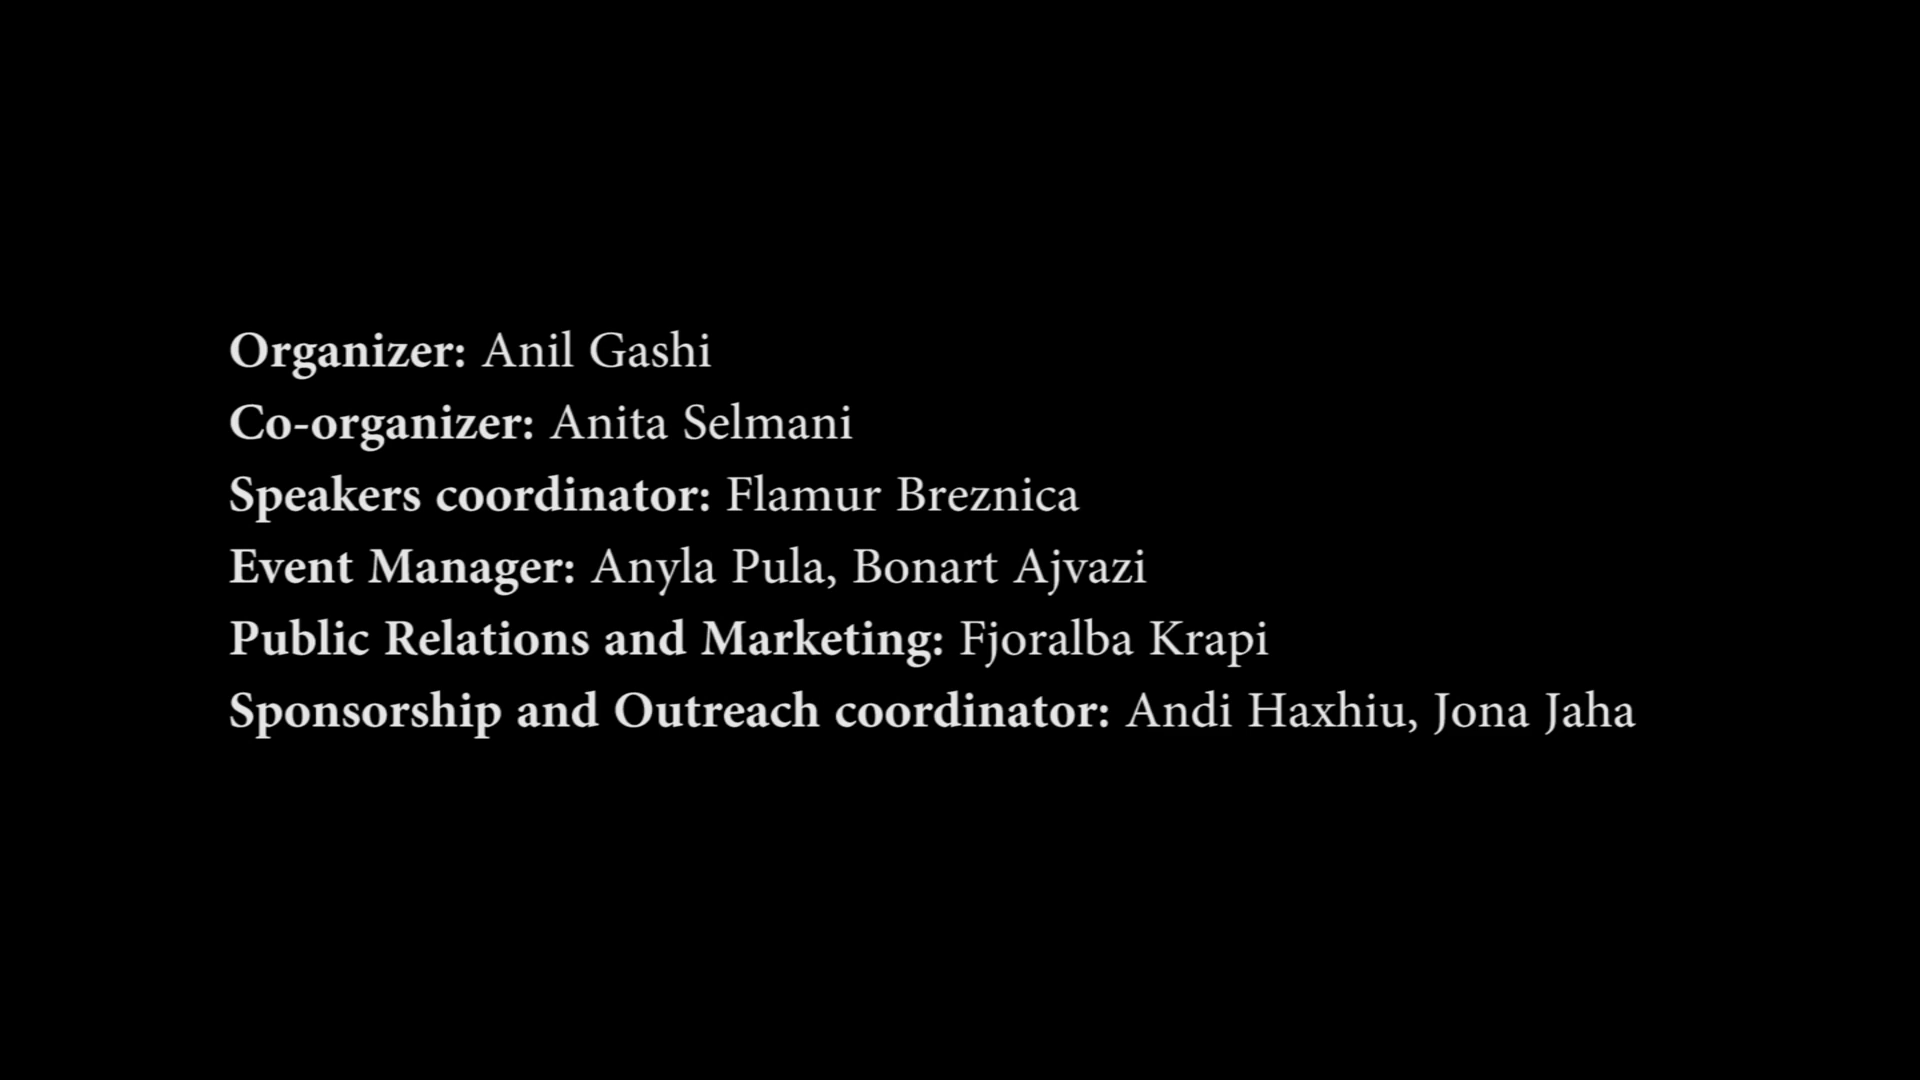 Organizer: Anil Gashi
Co-organizer: Anita Selmani
Speakers coordinator: Flamur Breznica
Event Manager: Anyla Pula, Bonart Ajvazi
Public Relations and Marketing: Fjoralba Krapi
Sponsorship and Outreach coordinator: Andi Haxhiu, Jona Jaha